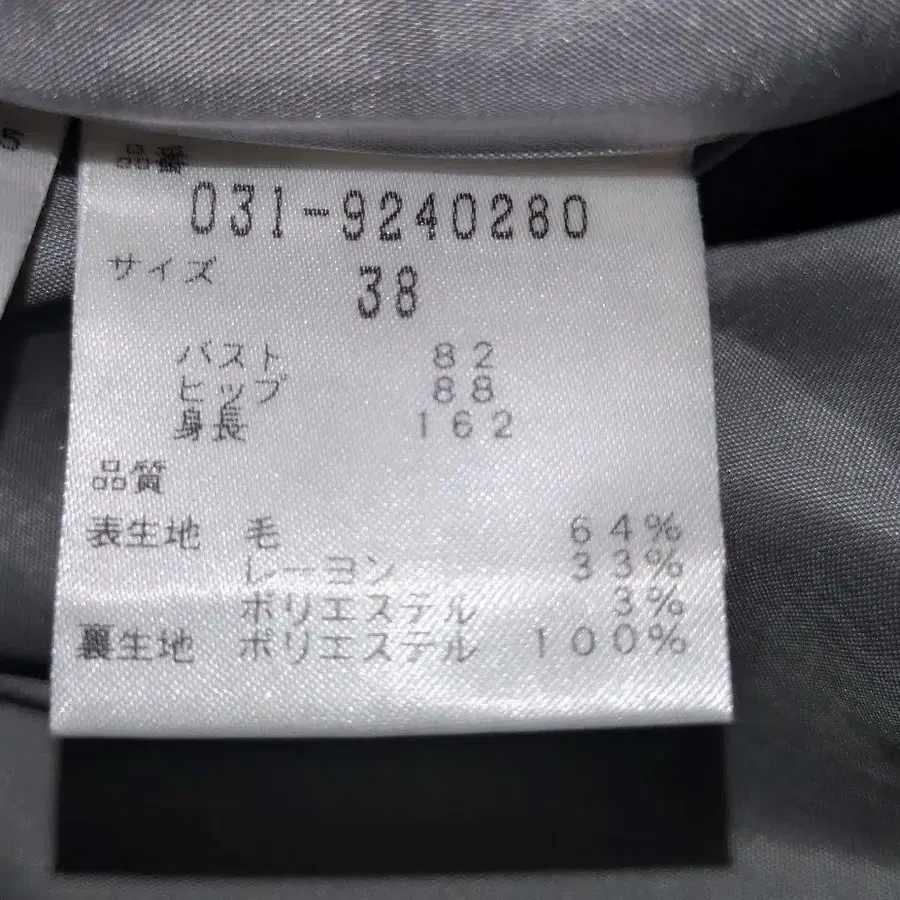 5
品番
031-9240280
サイズ 38
バスト 82
ヒップ 88
身長 162
品質
表生地 毛 64%
レーヨン 33%
ポリエステル 3%
裏生地 ポリエステル 100%